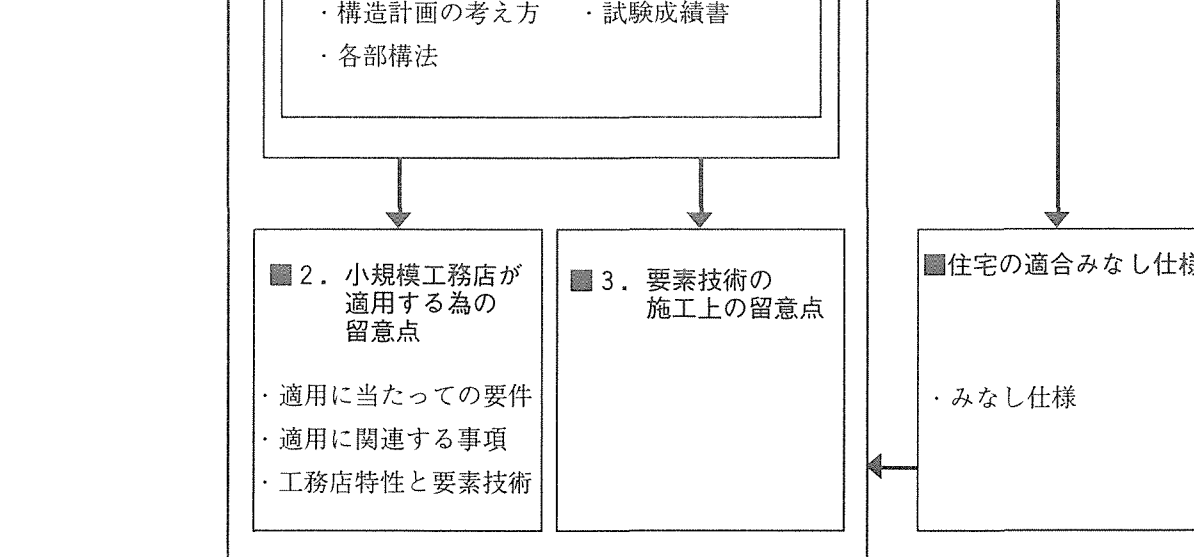 ・構造計画の考え方　・試験成績書
・各部構法
■2．小規模工務店が
適用する為の
留意点
・適用に当たっての要件
・適用に関連する事項
・工務店特性と要素技術
■3．要素技術の
施工上の留意点
■住宅の適合みなし仕様
・みなし仕様